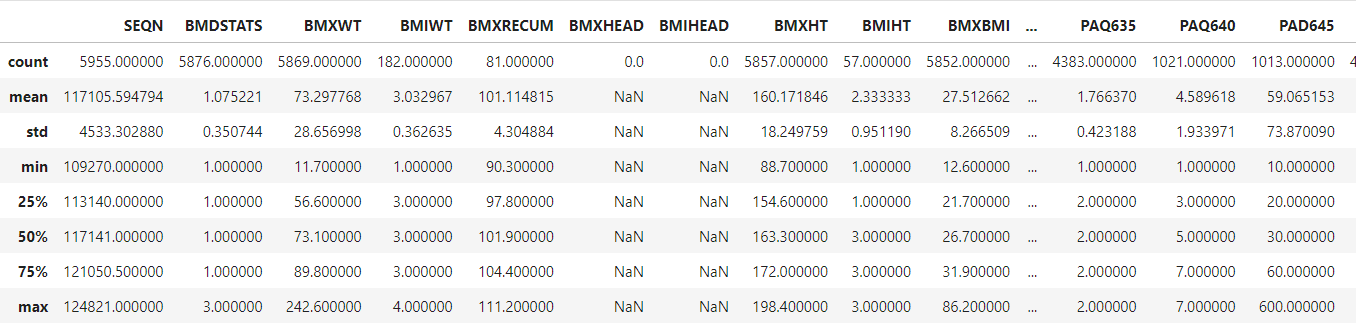 SEQN BMDSTATS BMXWT BMIWT BMXRECUM BMXHEAD BMIHEAD BMXHT BMIHT BMXBMI ... PAQ635 PAQ640 PAD645
count 5955.000000 5876.000000 5869.000000 182.000000 81.000000 0.0 0.0 5857.000000 57.000000 5852.000000 ... 4383.000000 1021.000000 1013.000000 4
mean 117105.594794 1.075221 73.297768 3.032967 101.114815 NaN NaN 160.171846 2.333333 27.512662 ... 1.766370 4.589618 59.065153
std 4533.302880 0.350744 28.656998 0.362635 4.304884 NaN NaN 18.249759 0.951190 8.266509 ... 0.423188 1.933971 73.870090
min 109270.000000 1.000000 11.700000 1.000000 90.300000 NaN NaN 88.700000 1.000000 12.600000 ... 1.000000 1.000000 10.000000
25% 113140.000000 1.000000 56.600000 3.000000 97.800000 NaN NaN 154.600000 1.000000 21.700000 ... 2.000000 3.000000 20.000000
50% 117141.000000 1.000000 73.100000 3.000000 101.900000 NaN NaN 163.300000 3.000000 26.700000 ... 2.000000 5.000000 30.000000
75% 121050.500000 1.000000 89.800000 3.000000 104.400000 NaN NaN 172.000000 3.000000 31.900000 ... 2.000000 7.000000 60.000000
max 124821.000000 3.000000 242.600000 4.000000 111.200000 NaN NaN 198.400000 3.000000 86.200000 ... 2.000000 7.000000 600.000000